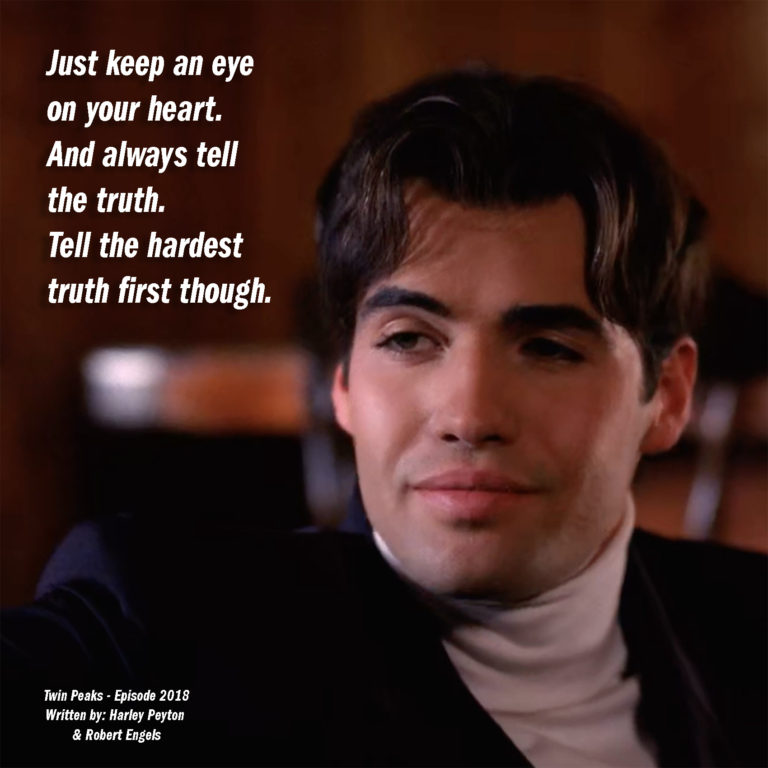 Just keep an eye
on your heart.
And always tell
the truth.
Tell the hardest
truth first though.
Twin Peaks - Episode 2018
Written by: Harley Peyton
& Robert Engels